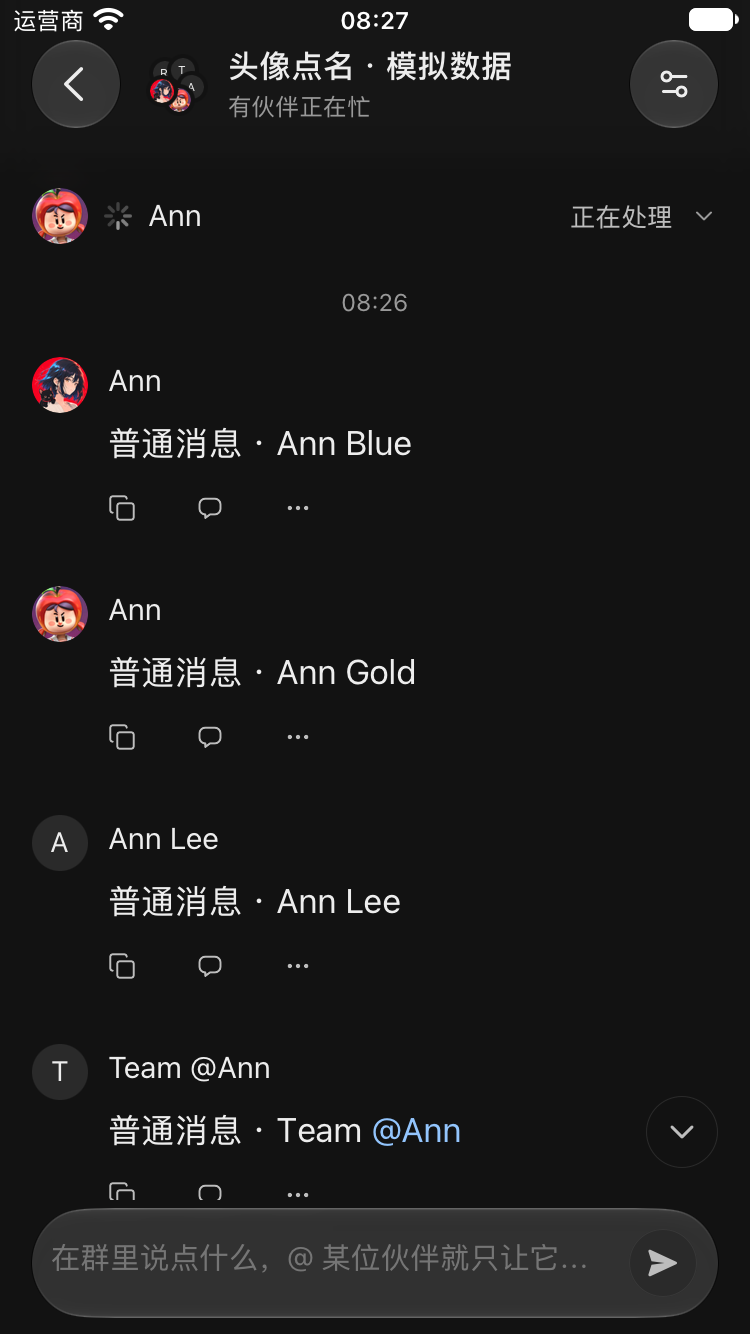 运营商 08:27
R T A
头像点名 · 模拟数据
有伙伴正在忙
Ann 正在处理
08:26
Ann
普通消息 · Ann Blue
Ann
普通消息 · Ann Gold
A Ann Lee
普通消息 · Ann Lee
T Team @Ann
普通消息 · Team @Ann
在群里说点什么，@ 某位伙伴就只让它...